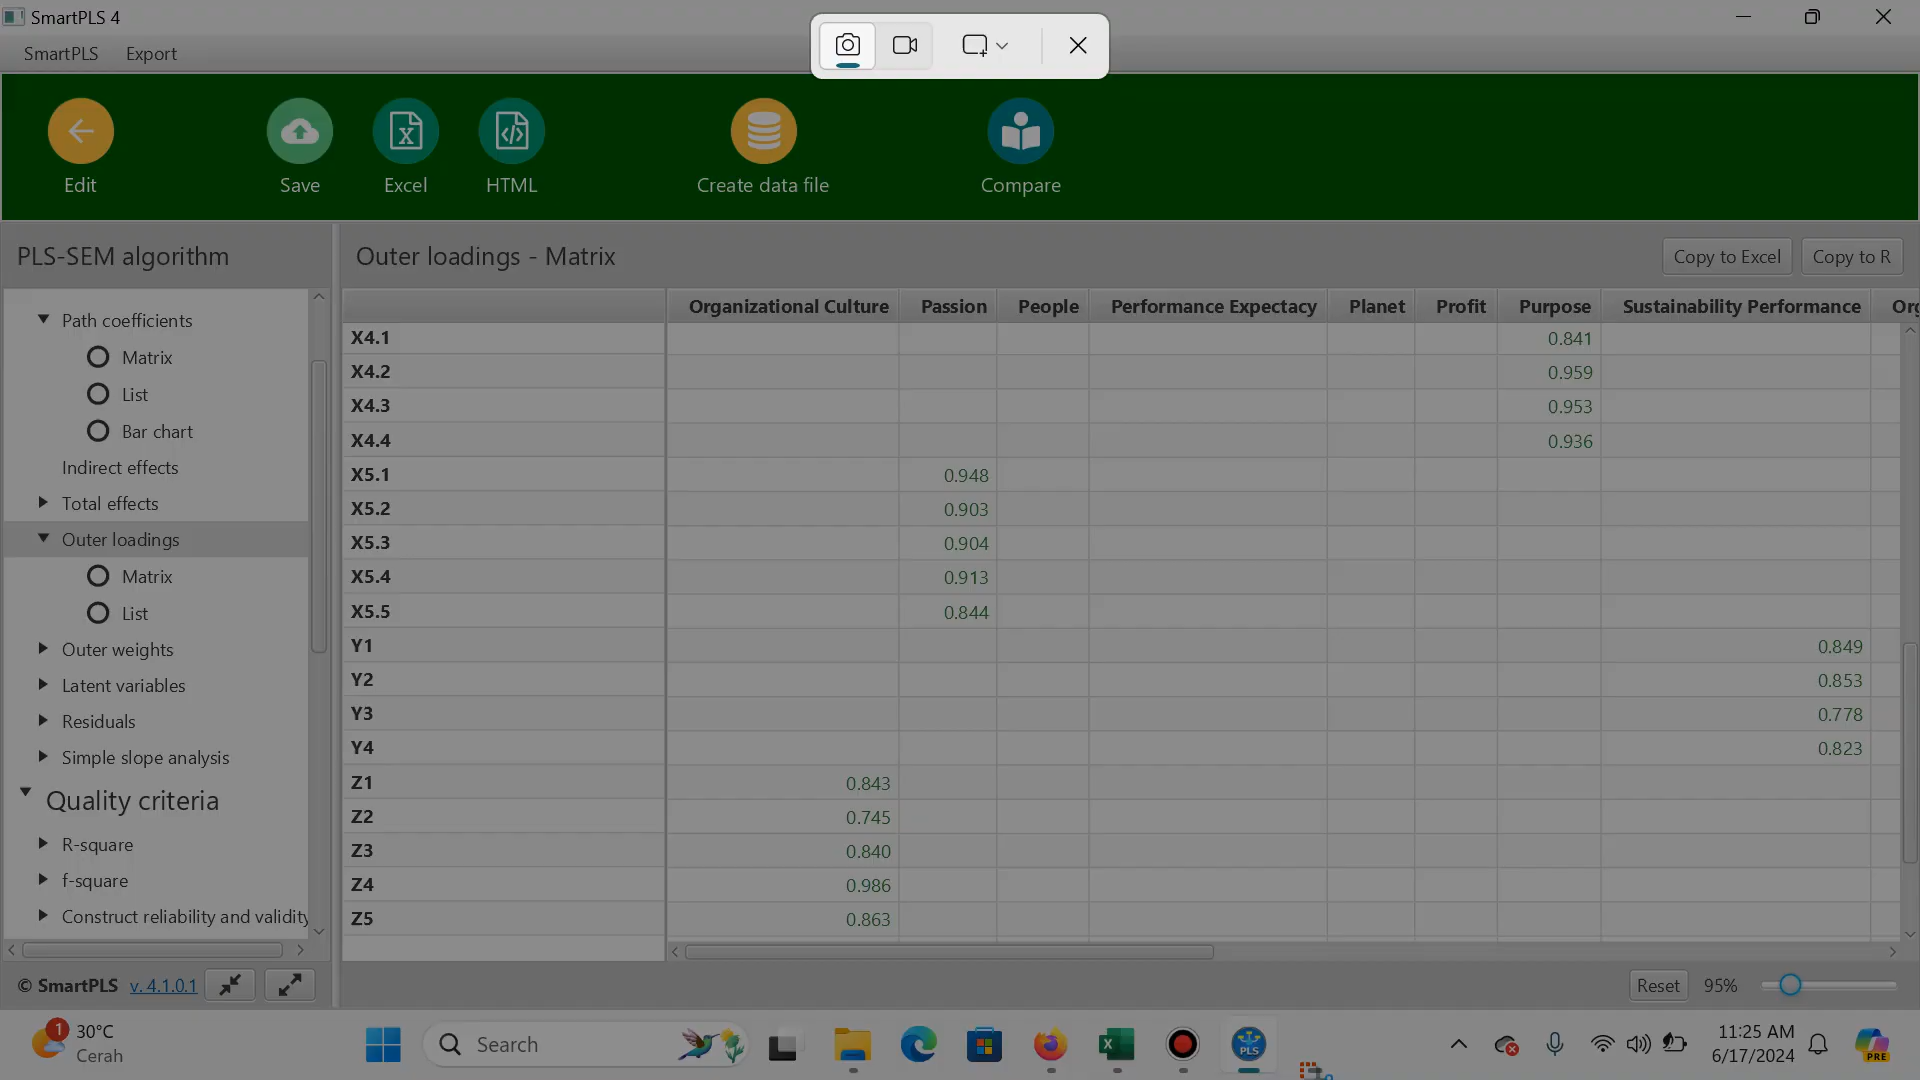 SmartPLS 4
SmartPLS Export
Edit Save Excel HTML Create data file Compare
PLS-SEM algorithm
Outer loadings - Matrix
Copy to Excel Copy to R
Path coefficients
Matrix
List
Bar chart
Indirect effects
Total effects
Outer loadings
Matrix
List
Outer weights
Latent variables
Residuals
Simple slope analysis
Quality criteria
R-square
f-square
Construct reliability and validity
Organizational Culture Passion People Performance Expectacy Planet Profit Purpose Sustainability Performance Org
X4.1 0.841
X4.2 0.959
X4.3 0.953
X4.4 0.936
X5.1 0.948
X5.2 0.903
X5.3 0.904
X5.4 0.913
X5.5 0.844
Y1 0.849
Y2 0.853
Y3 0.778
Y4 0.823
Z1 0.843
Z2 0.745
Z3 0.840
Z4 0.986
Z5 0.863
© SmartPLS v. 4.1.0.1
Reset 95%
1
30°C
Cerah
Search
PLS
11:25 AM
6/17/2024
PRE